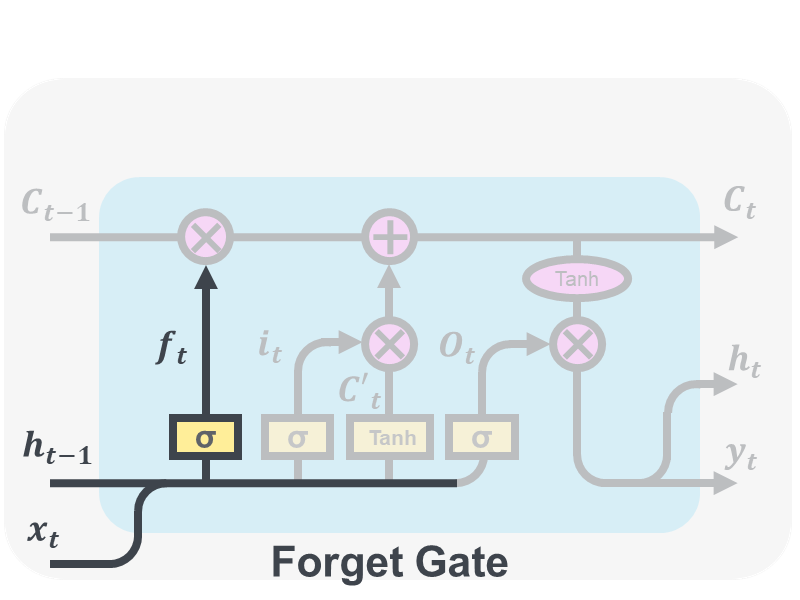 C_{t-1}
C_t
Tanh
f_t
i_t
O_t
h_t
C'_t
σ
σ
Tanh
σ
h_{t-1}
y_t
x_t
Forget Gate